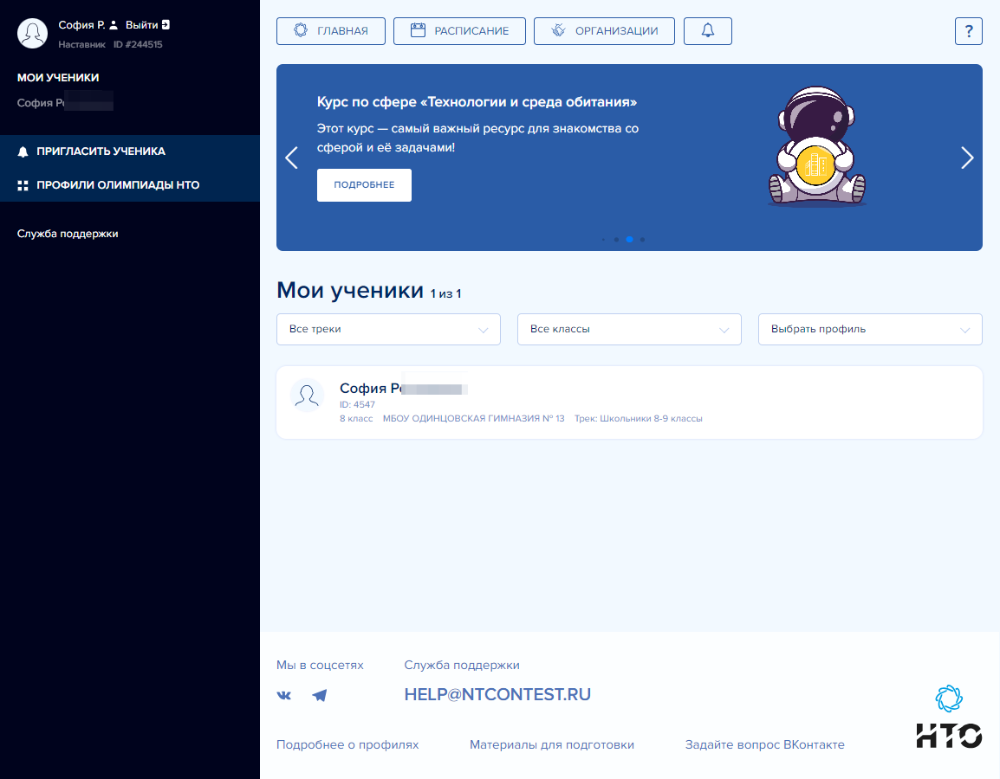 София Р. Выйти
Наставник ID #244515
МОИ УЧЕНИКИ
София
ПРИГЛАСИТЬ УЧЕНИКА
ПРОФИЛИ ОЛИМПИАДЫ НТО
Служба поддержки
ГЛАВНАЯ РАСПИСАНИЕ ОРГАНИЗАЦИИ ?
Курс по сфере «Технологии и среда обитания»
Этот курс — самый важный ресурс для знакомства со
сферой и её задачами!
ПОДРОБНЕЕ
Мои ученики 1 из 1
Все треки Все классы Выбрать профиль
София
ID: 4547
8 класс МБОУ ОДИНЦОВСКАЯ ГИМНАЗИЯ № 13 Трек: Школьники 8-9 классы
Мы в соцсетях Служба поддержки
HELP@NTCONTEST.RU
НТО
Подробнее о профилях Материалы для подготовки Задайте вопрос ВКонтакте